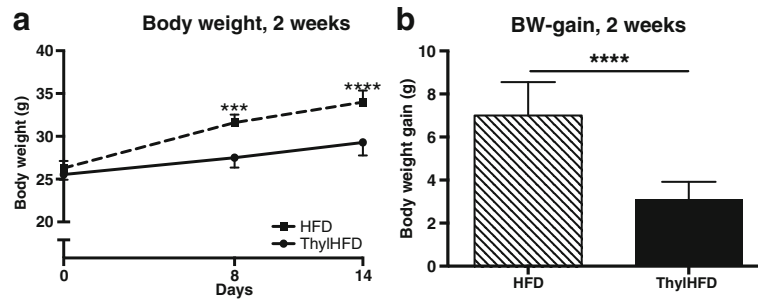 a
Body weight, 2 weeks
Body weight (g)
40
35
30
25
20
***
****
HFD
ThylHFD
0
8
14
Days
b
BW-gain, 2 weeks
Body weight gain (g)
10
8
6
4
2
0
****
HFD
ThylHFD